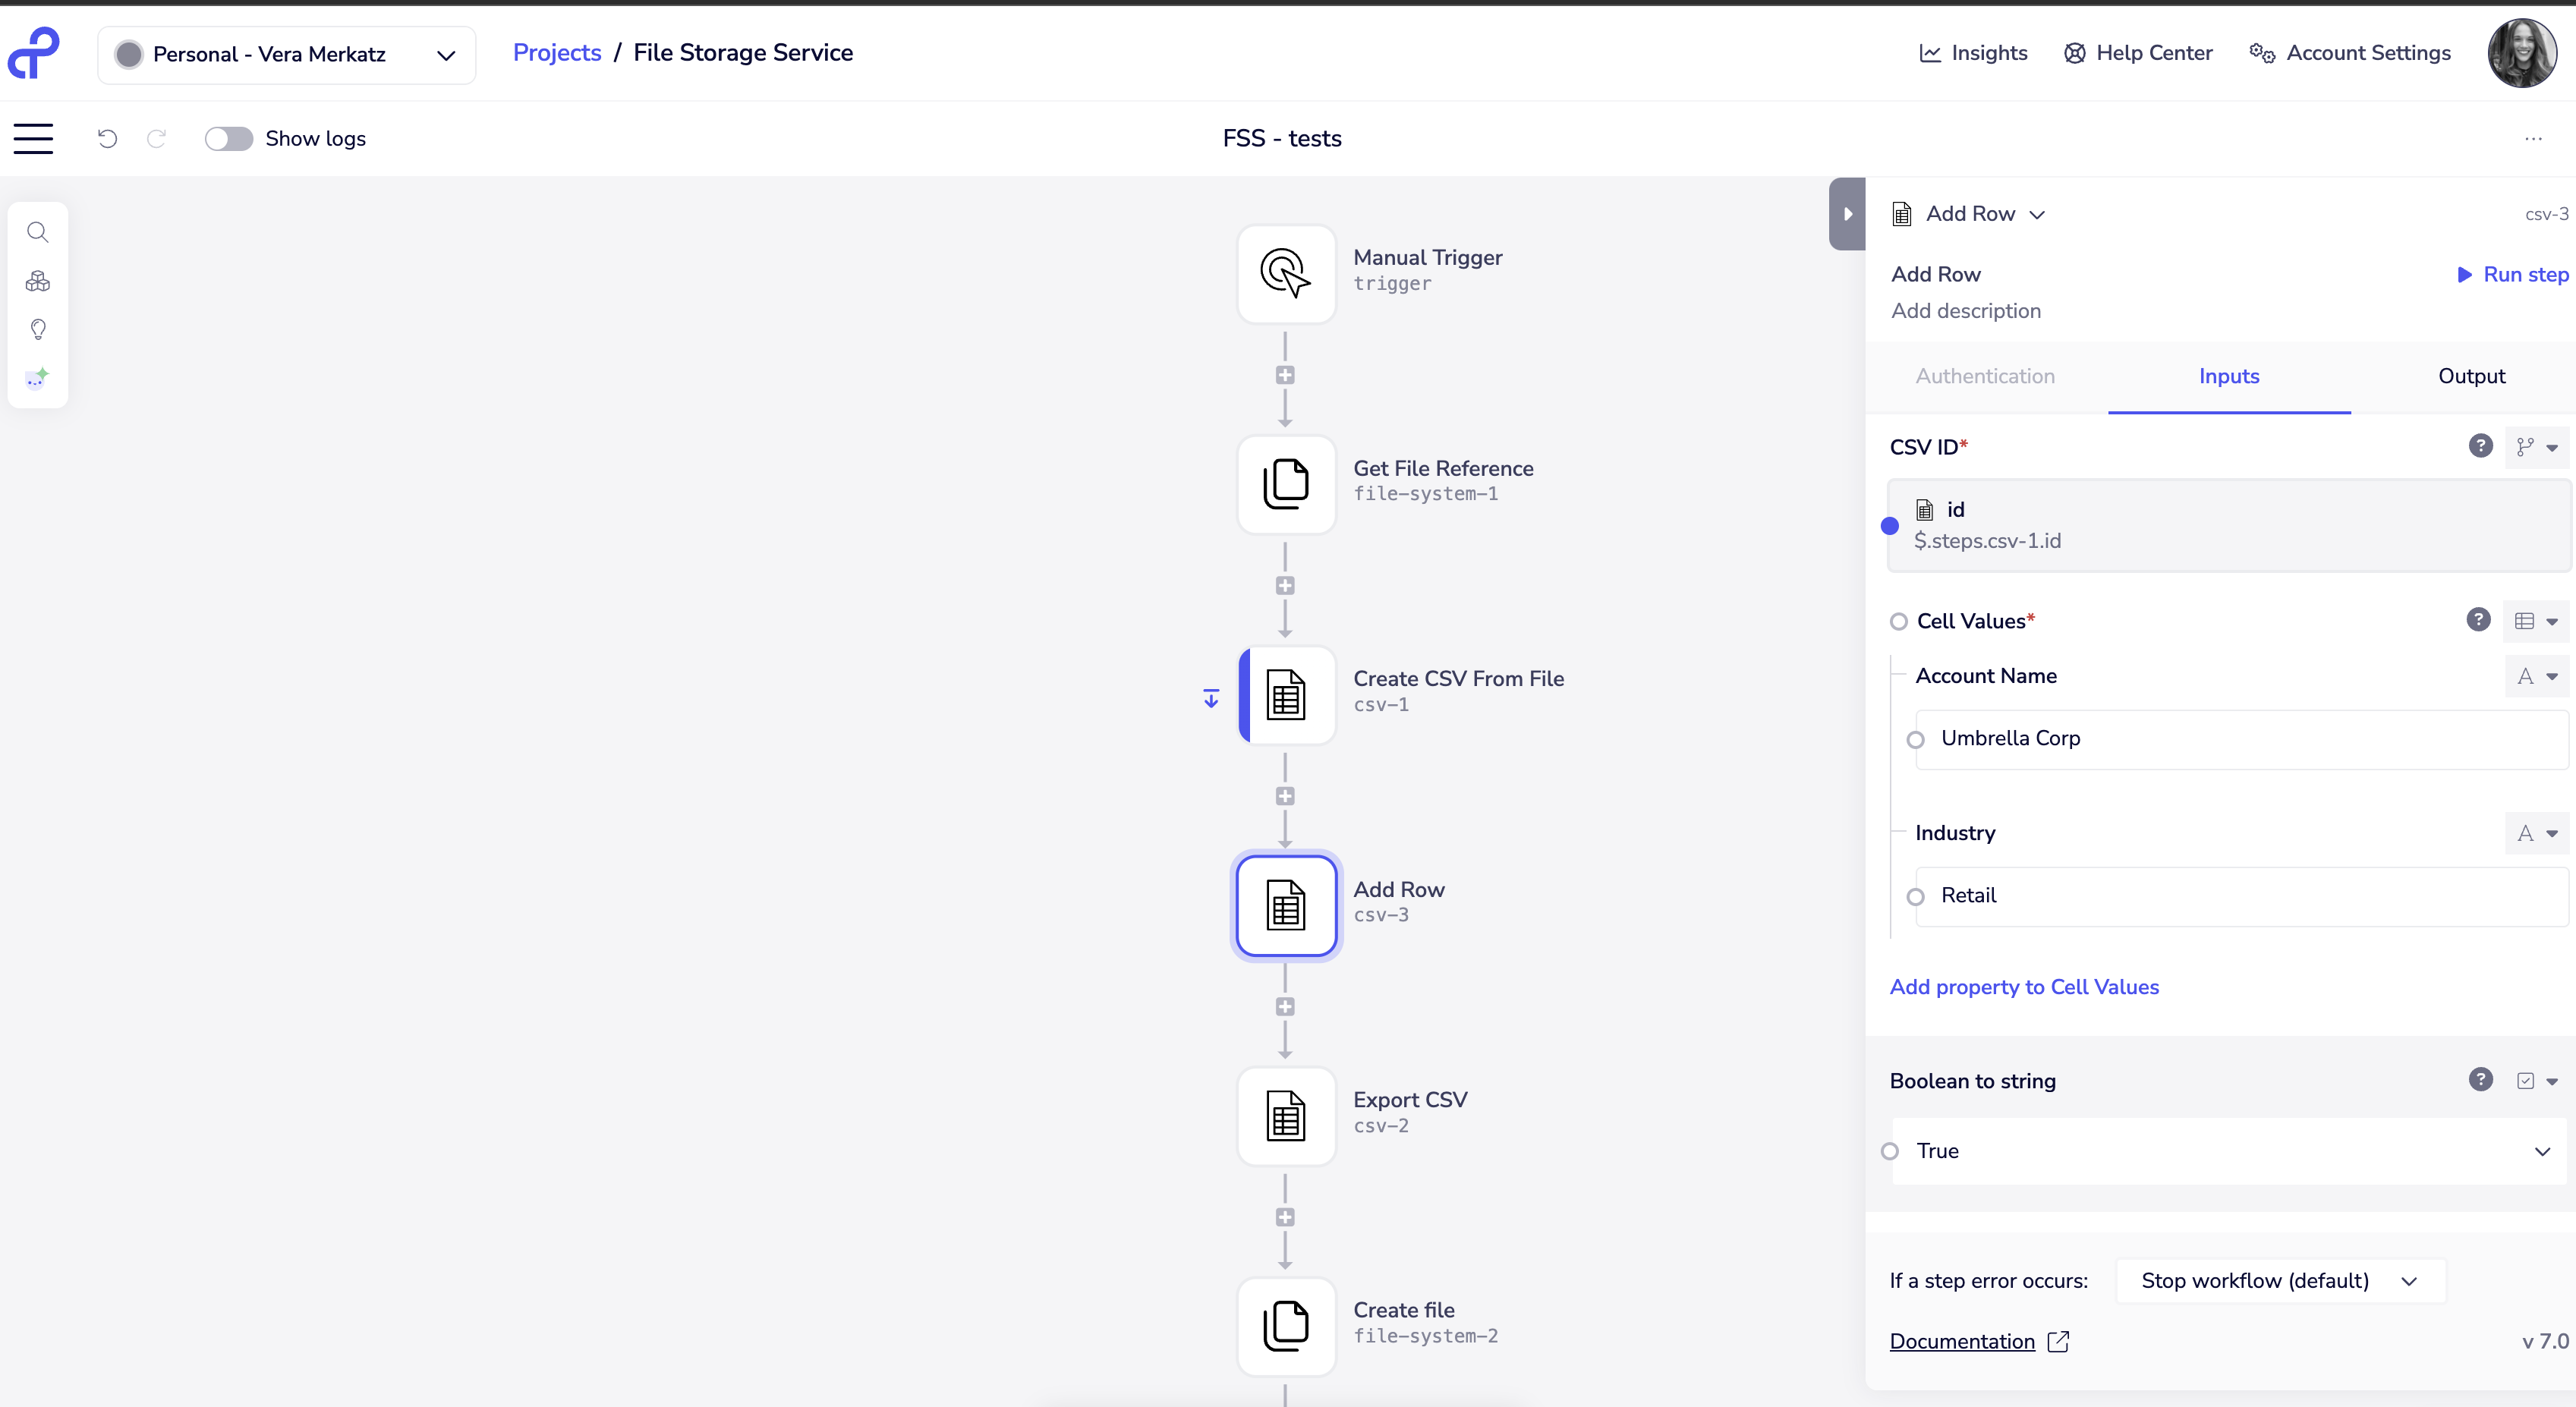 Personal - Vera Merkatz
Projects / File Storage Service
Insights
Help Center
Account Settings
Show logs
FSS - tests
...
Manual Trigger
trigger
Get File Reference
file-system-1
Create CSV From File
csv-1
Add Row
csv-3
Export CSV
csv-2
Create file
file-system-2
Add Row
csv-3
Add Row
Run step
Add description
Authentication
Inputs
Output
CSV ID*
?
id
$.steps.csv-1.id
Cell Values*
?
Account Name
A
Umbrella Corp
Industry
A
Retail
Add property to Cell Values
Boolean to string
?
True
If a step error occurs:
Stop workflow (default)
Documentation
v 7.0